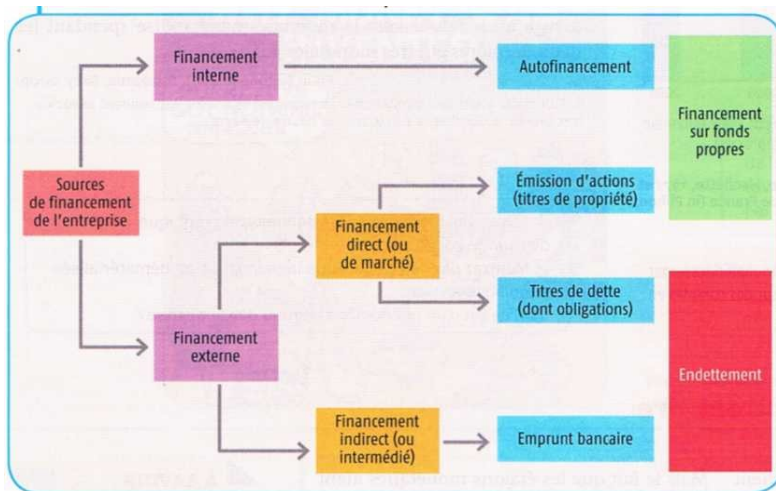 Financement
interne
Autofinancement
Financement
sur fonds
propres
Sources
de financement
de l'entreprise
Financement
direct (ou
de marché)
Émission d'actions
(titres de propriété)
Titres de dette
(dont obligations)
Financement
externe
Endettement
Financement
indirect (ou
intermédié)
Emprunt bancaire